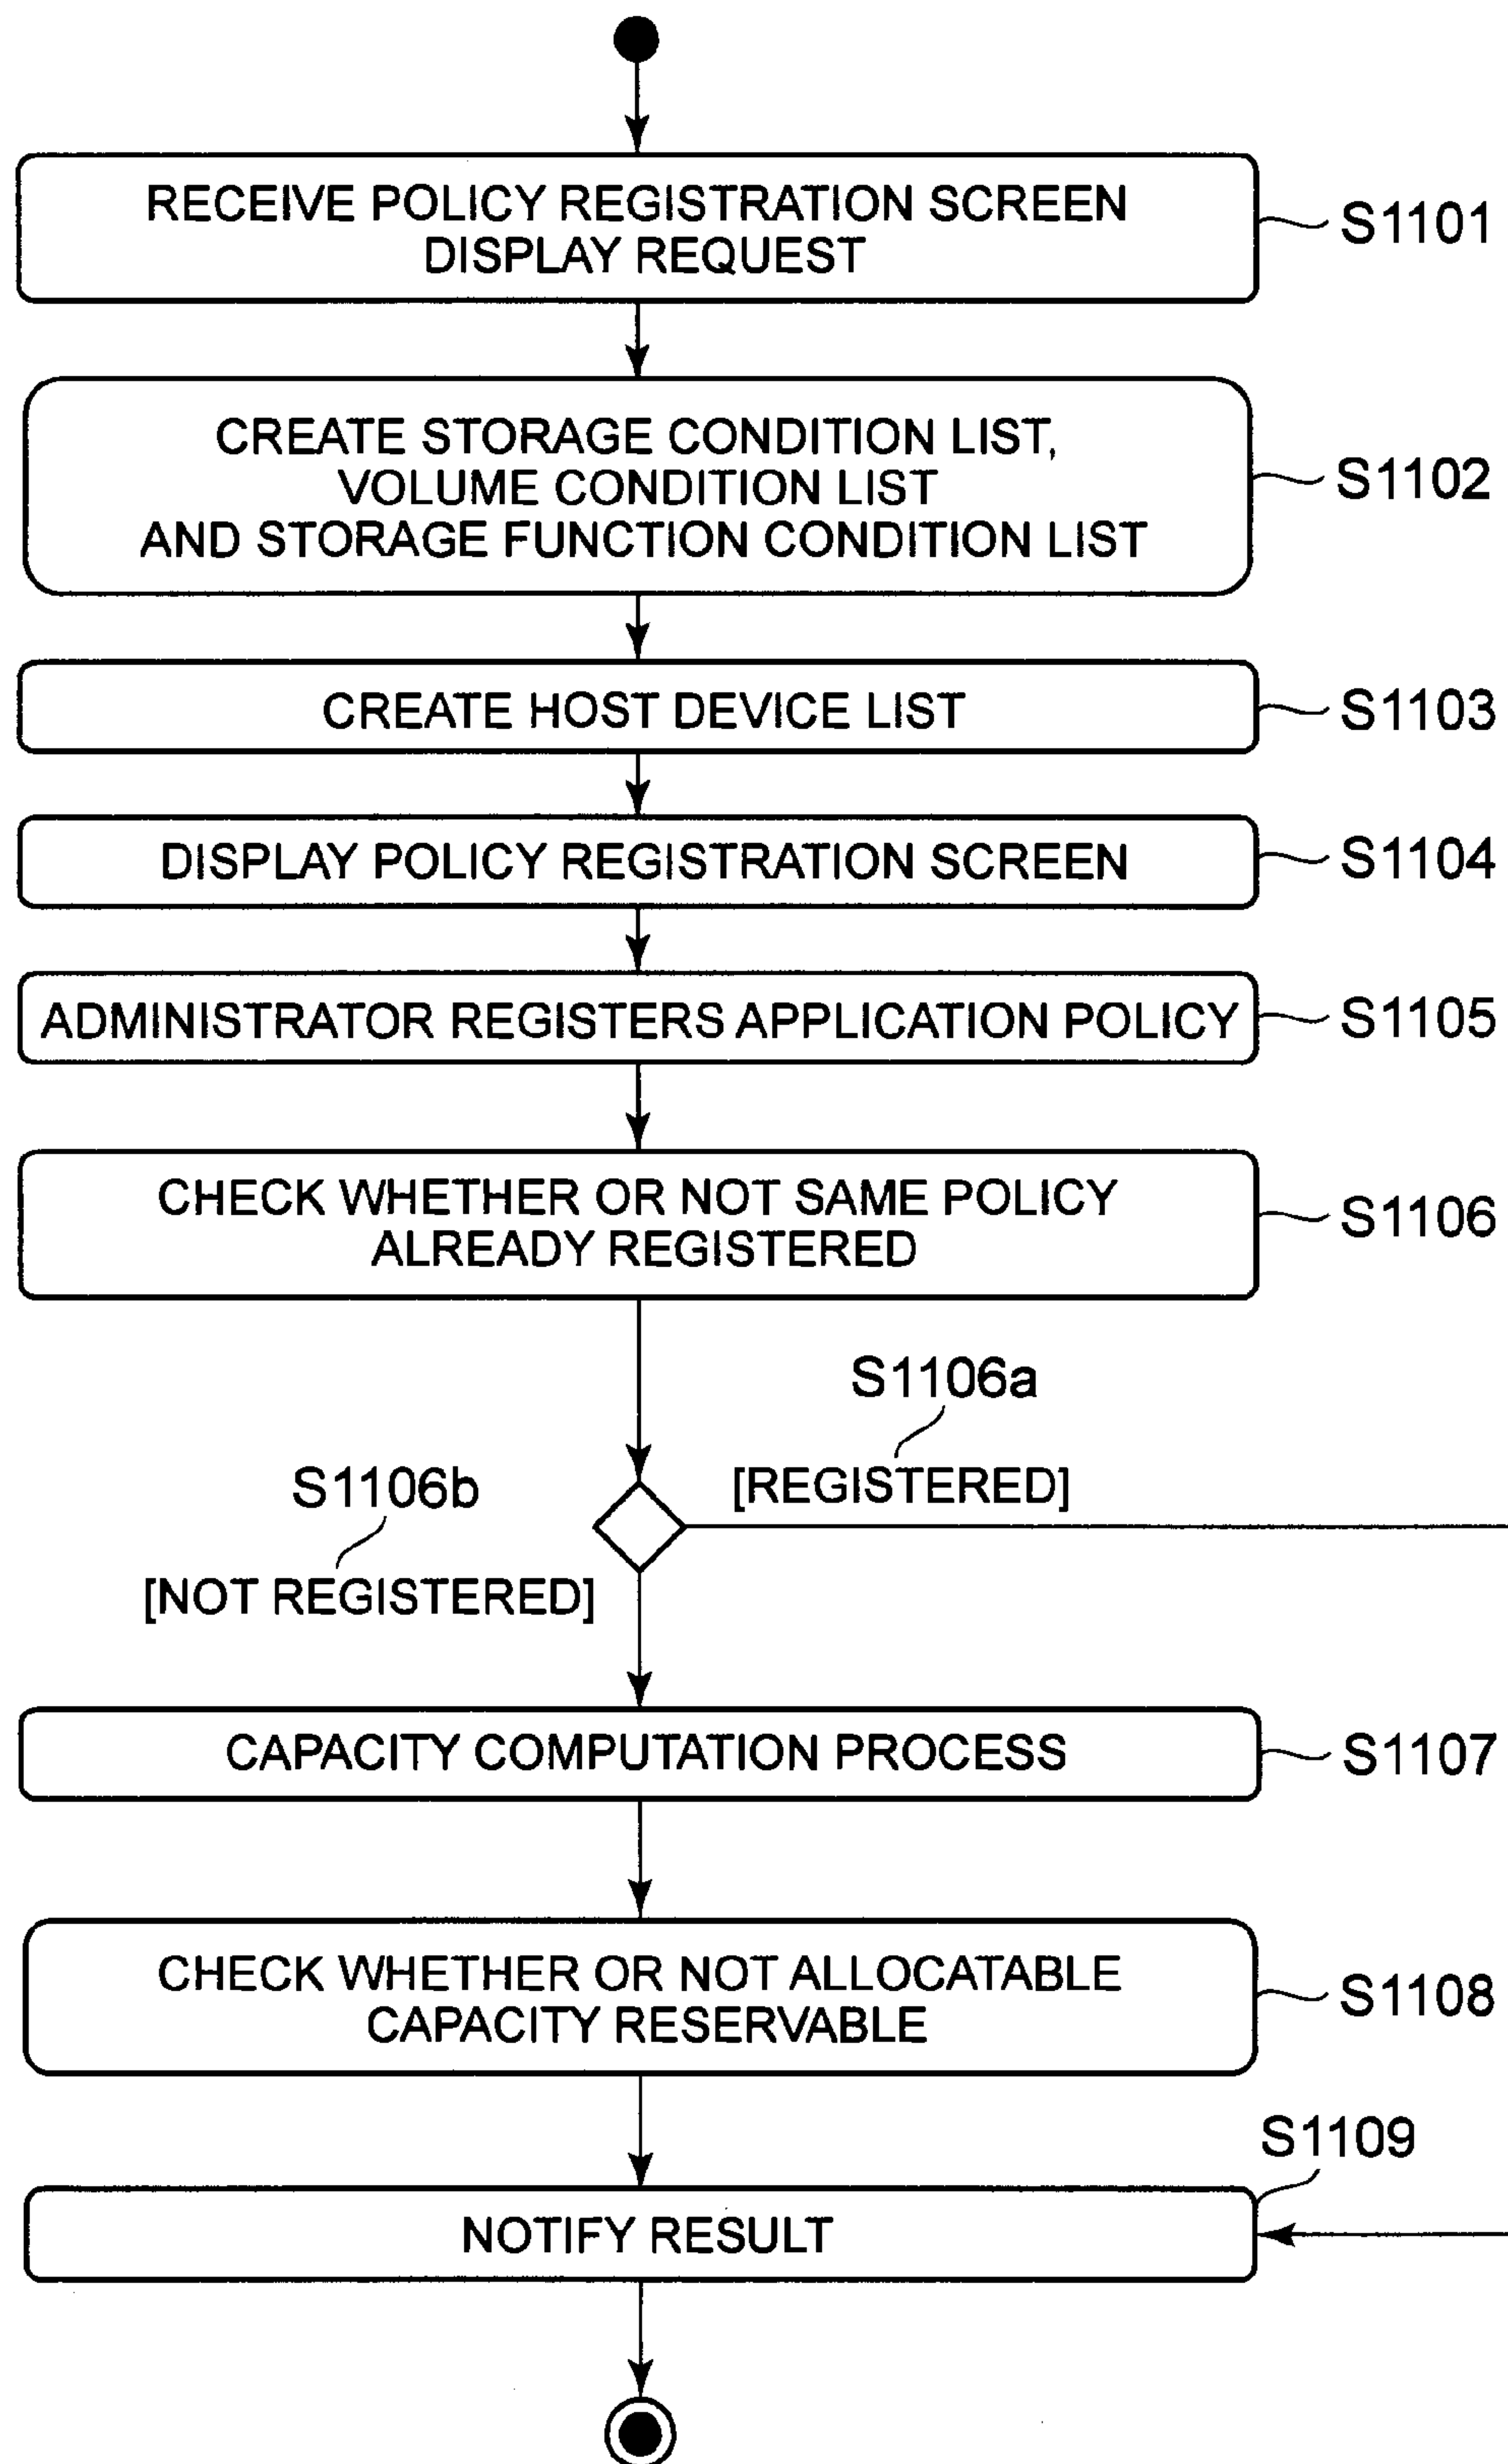 RECEIVE POLICY REGISTRATION SCREEN
DISPLAY REQUEST
S1101
CREATE STORAGE CONDITION LIST,
VOLUME CONDITION LIST
AND STORAGE FUNCTION CONDITION LIST
S1102
CREATE HOST DEVICE LIST
S1103
DISPLAY POLICY REGISTRATION SCREEN
S1104
ADMINISTRATOR REGISTERS APPLICATION POLICY
S1105
CHECK WHETHER OR NOT SAME POLICY
ALREADY REGISTERED
S1106
S1106a
[REGISTERED]
S1106b
[NOT REGISTERED]
CAPACITY COMPUTATION PROCESS
S1107
CHECK WHETHER OR NOT ALLOCATABLE
CAPACITY RESERVABLE
S1108
S1109
NOTIFY RESULT